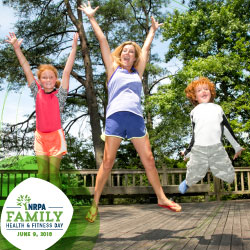 NRPA
FAMILY
HEALTH & FITNESS DAY
JUNE 9, 2018